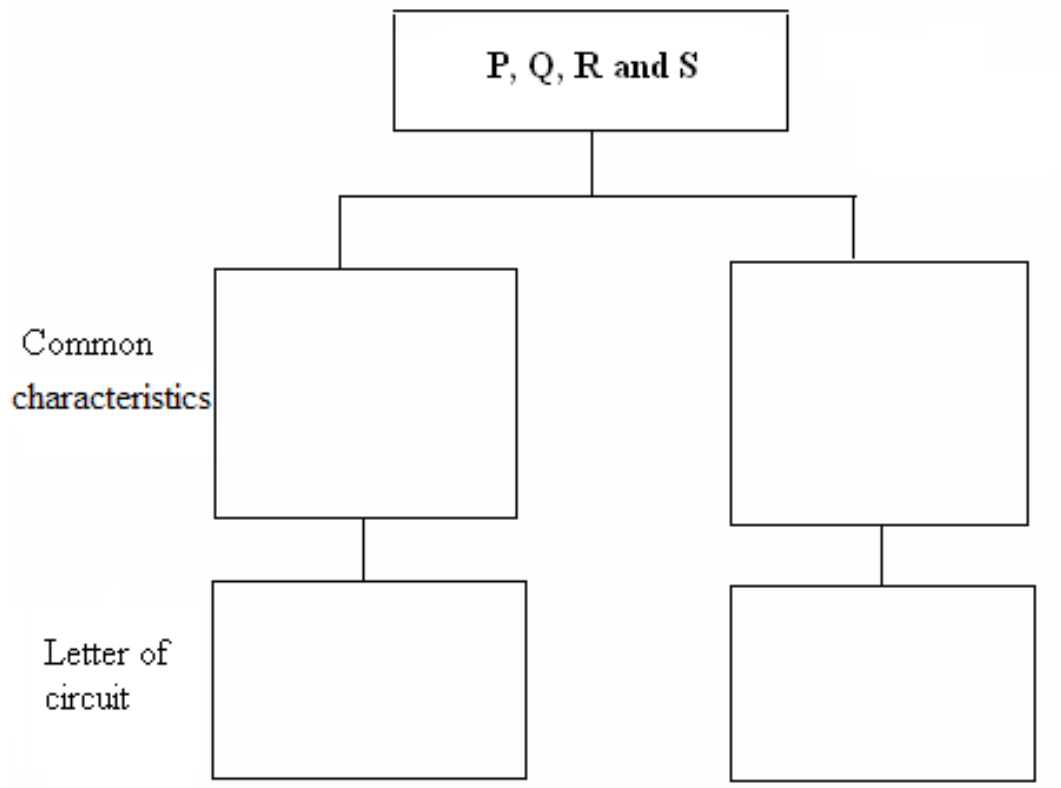 P, Q, R and S
Common
characteristics
Letter of
circuit